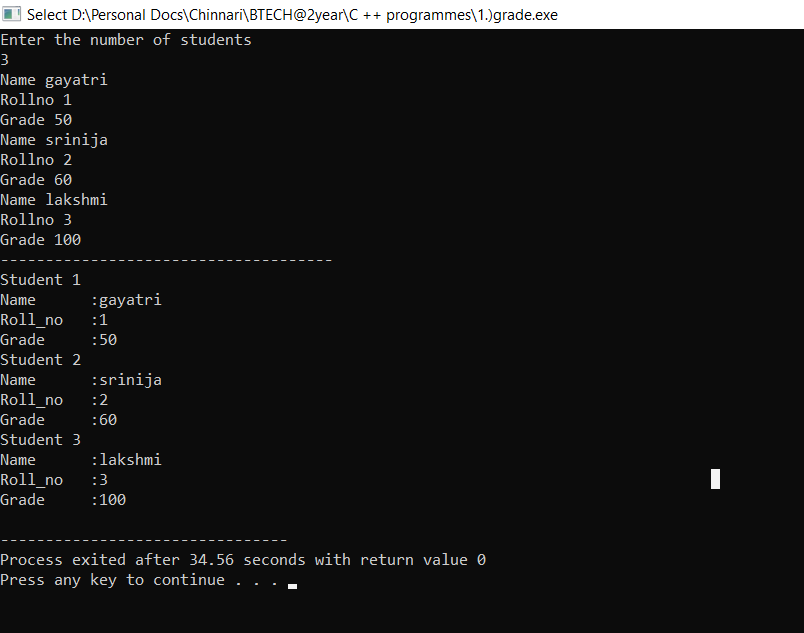 Select D:\Personal Docs\Chinnari\BTECH@2year\C ++ programmes\1.)grade.exe
Enter the number of students
3
Name gayatri
Rollno 1
Grade 50
Name srinija
Rollno 2
Grade 60
Name lakshmi
Rollno 3
Grade 100
-------------------------------------
Student 1
Name      :gayatri
Roll_no   :1
Grade     :50
Student 2
Name      :srinija
Roll_no   :2
Grade     :60
Student 3
Name      :lakshmi
Roll_no   :3
Grade     :100
--------------------------------
Process exited after 34.56 seconds with return value 0
Press any key to continue . . .